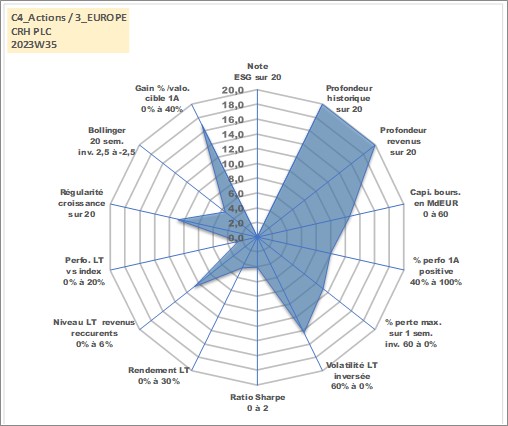 C4_Actions / 3_EUROPE
CRH PLC
2023W35
Note
ESG sur 20
Profondeur
historique
sur 20
Profondeur
revenus
sur 20
Capi. bours.
en MdEUR
0 à 60
% perfo 1A
positive
40% à 100%
% perte max.
sur 1 sem.
inv. 60 à 0%
Volatilité LT
inversée
60% à 0%
Ratio Sharpe
0 à 2
Rendement LT
0% à 30%
Niveau LT revenus
reccurents
0% à 6%
Perfo. LT
vs index
0% à 20%
Régularité
croissance
sur 20
Bollinger
20 sem.
inv. 2,5 à -2,5
Gain % /valo.
cible 1A
0% à 40%
20,0
18,0
16,0
14,0
12,0
10,0
8,0
6,0
4,0
2,0
0,0